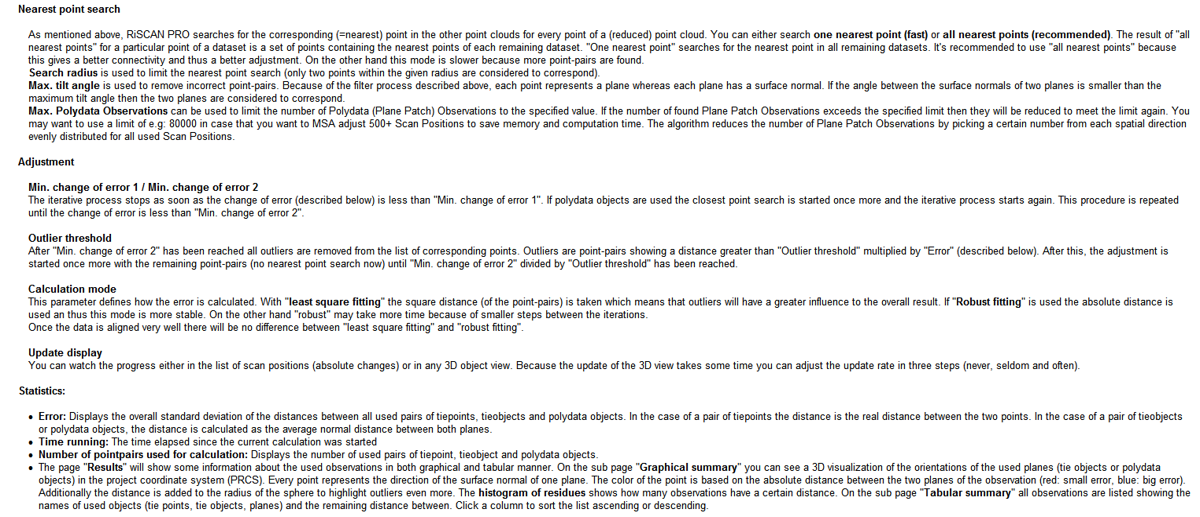 Nearest point search
As mentioned above, RiSCAN PRO searches for the corresponding (=nearest) point in the other point clouds for every point of a (reduced) point cloud. You can either search one nearest point (fast) or all nearest points (recommended). The result of "all
nearest points" for a particular point of a dataset is a set of points containing the nearest points of each remaining dataset. "One nearest point" searches for the nearest point in all remaining datasets. It's recommended to use "all nearest points" because
this gives a better connectivity and thus a better adjustment. On the other hand this mode is slower because more point-pairs are found.
Search radius is used to limit the nearest point search (only two points within the given radius are considered to correspond).
Max. tilt angle is used to remove incorrect point-pairs. Because of the filter process described above, each point represents a plane whereas each plane has a surface normal. If the angle between the surface normals of two planes is smaller than the
maximum tilt angle then the two planes are considered to correspond.
Max. Polydata Observations can be used to limit the number of Polydata (Plane Patch) Observations to the specified value. If the number of found Plane Patch Observations exceeds the specified limit then they will be reduced to meet the limit again. You
may want to use a limit of e.g: 80000 in case that you want to MSA adjust 500+ Scan Positions to save memory and computation time. The algorithm reduces the number of Plane Patch Observations by picking a certain number from each spatial direction
evenly distributed for all used Scan Positions.
Adjustment
Min. change of error 1 / Min. change of error 2
The iterative process stops as soon as the change of error (described below) is less than "Min. change of error 1". If polydata objects are used the closest point search is started once more and the iterative process starts again. This procedure is repeated
until the change of error is less than "Min. change of error 2".
Outlier threshold
After "Min. change of error 2" has been reached all outliers are removed from the list of corresponding points. Outliers are point-pairs showing a distance greater than "Outlier threshold" multiplied by "Error" (described below). After this, the adjustment is
started once more with the remaining point-pairs (no nearest point search now) until "Min. change of error 2" divided by "Outlier threshold" has been reached.
Calculation mode
This parameter defines how the error is calculated. With "least square fitting" the square distance (of the point-pairs) is taken which means that outliers will have a greater influence to the overall result. If "Robust fitting" is used the absolute distance is
used an thus this mode is more stable. On the other hand "robust" may take more time because of smaller steps between the iterations.
Once the data is aligned very well there will be no difference between "least square fitting" and "robust fitting".
Update display
You can watch the progress either in the list of scan positions (absolute changes) or in any 3D object view. Because the update of the 3D view takes some time you can adjust the update rate in three steps (never, seldom and often).
Statistics:
• Error: Displays the overall standard deviation of the distances between all used pairs of tiepoints, tieobjects and polydata objects. In the case of a pair of tiepoints the distance is the real distance between the two points. In the case of a pair of tieobjects
or polydata objects, the distance is calculated as the average normal distance between both planes.
• Time running: The time elapsed since the current calculation was started
• Number of pointpairs used for calculation: Displays the number of used pairs of tiepoint, tieobject and polydata objects.
• The page "Results" will show some information about the used observations in both graphical and tabular manner. On the sub page "Graphical summary" you can see a 3D visualization of the orientations of the used planes (tie objects or polydata
objects) in the project coordinate system (PRCS). Every point represents the direction of the surface normal of one plane. The color of the point is based on the absolute distance between the two planes of the observation (red: small error, blue: big error).
Additionally the distance is added to the radius of the sphere to highlight outliers even more. The histogram of residues shows how many observations have a certain distance. On the sub page "Tabular summary" all observations are listed showing the
names of used objects (tie points, tie objects, planes) and the remaining distance between. Click a column to sort the list ascending or descending.